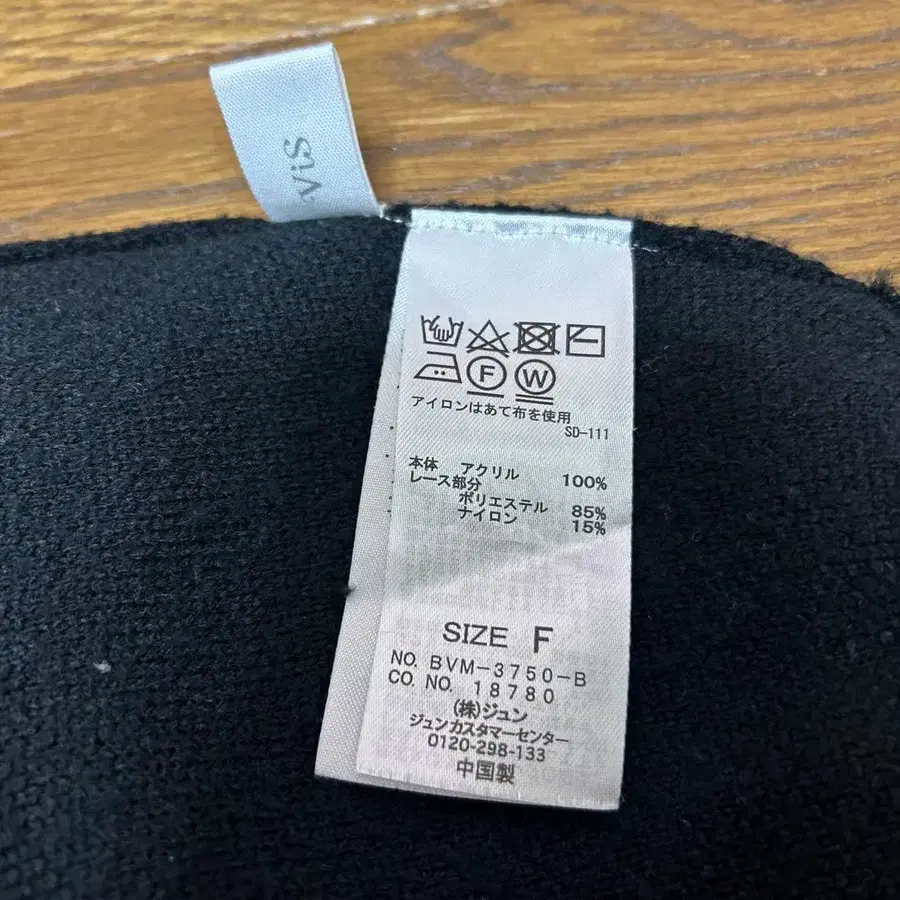 ViS
F W
アイロンはあて布を使用
SD-111
本体 アクリル 100%
レース部分
ポリエステル 85%
ナイロン 15%
SIZE F
NO. BVM-3750-B
CO. NO. 18780
(株)ジュン
ジュンカスタマーセンター
0120-298-133
中国製